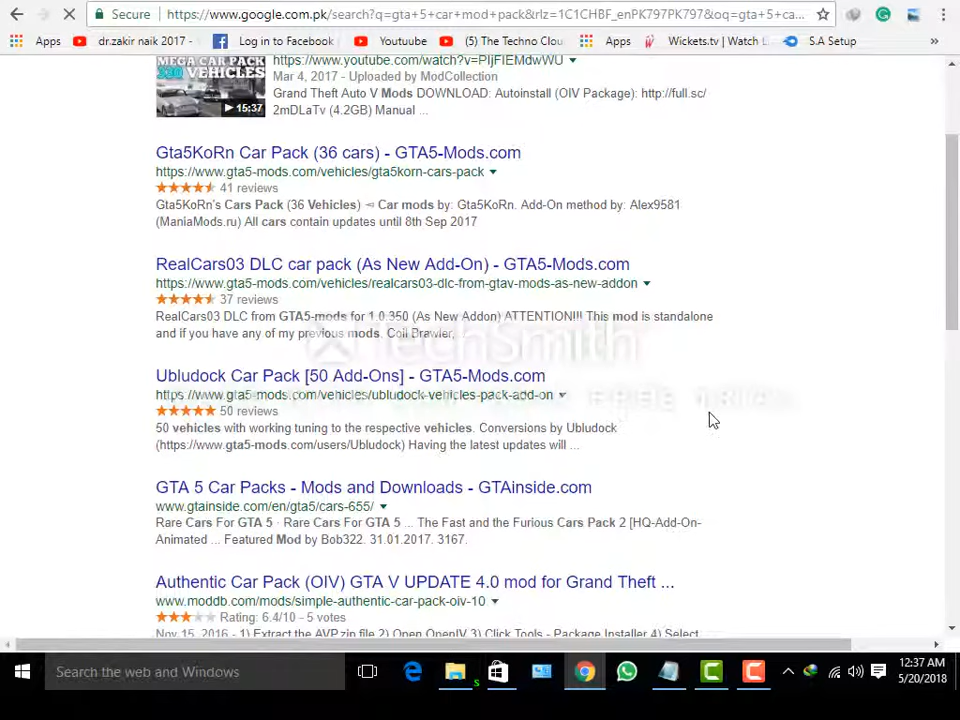 Secure
https://www.google.com.pk/search?q=gta+5+car+mod+pack&rlz=1C1CHBF_enPK797PK797&oq=gta+5+ca...
Apps
dr.zakir naik 2017 -
Log in to Facebook
Youtuube
(5) The Techno Clou
Apps
Wickets.tv | Watch L
S.A Setup
»
MEGA CAR PACK
VEHICLES
15:37
https://www.youtube.com/watch?v=PIjFIEMdwWU
Mar 4, 2017 - Uploaded by ModCollection
Grand Theft Auto V Mods DOWNLOAD: Autoinstall (OIV Package): http://full.sc/
2mDLaTv (4.2GB) Manual ...
Gta5KoRn Car Pack (36 cars) - GTA5-Mods.com
https://www.gta5-mods.com/vehicles/gta5korn-cars-pack
41 reviews
Gta5KoRn's Cars Pack (36 Vehicles) ⊲ Car mods by: Gta5KoRn. Add-On method by: Alex9581
(ManiaMods.ru) All cars contain updates until 8th Sep 2017
RealCars03 DLC car pack (As New Add-On) - GTA5-Mods.com
https://www.gta5-mods.com/vehicles/realcars03-dlc-from-gtav-mods-as-new-addon
37 reviews
RealCars03 DLC from GTA5-mods for 1.0.350 (As New Addon) ATTENTION!!! This mod is standalone
and if you have any of my previous mods. Coil Brawler,
TechSmith
Ubludock Car Pack [50 Add-Ons] - GTA5-Mods.com
https://www.gta5-mods.com/vehicles/ubludock-vehicles-pack-add-on
50 reviews
50 vehicles with working tuning to the respective vehicles. Conversions by Ubludock
(https://www.gta5-mods.com/users/Ubludock) Having the latest updates will ...
GTA 5 Car Packs - Mods and Downloads - GTAinside.com
www.gtainside.com/en/gta5/cars-655/
Rare Cars For GTA 5 · Rare Cars For GTA 5 ... The Fast and the Furious Cars Pack 2 [HQ-Add-On-
Animated ... Featured Mod by Bob322. 31.01.2017. 3167.
Authentic Car Pack (OIV) GTA V UPDATE 4.0 mod for Grand Theft ...
www.moddb.com/mods/simple-authentic-car-pack-oiv-10
Rating: 6.4/10 - 5 votes
Nov 15, 2016 - 1) Extract the AVP.zip file 2) Open OpenIV 3) Click Tools - Package Installer 4) Select
Search the web and Windows
12:37 AM
5/20/2018